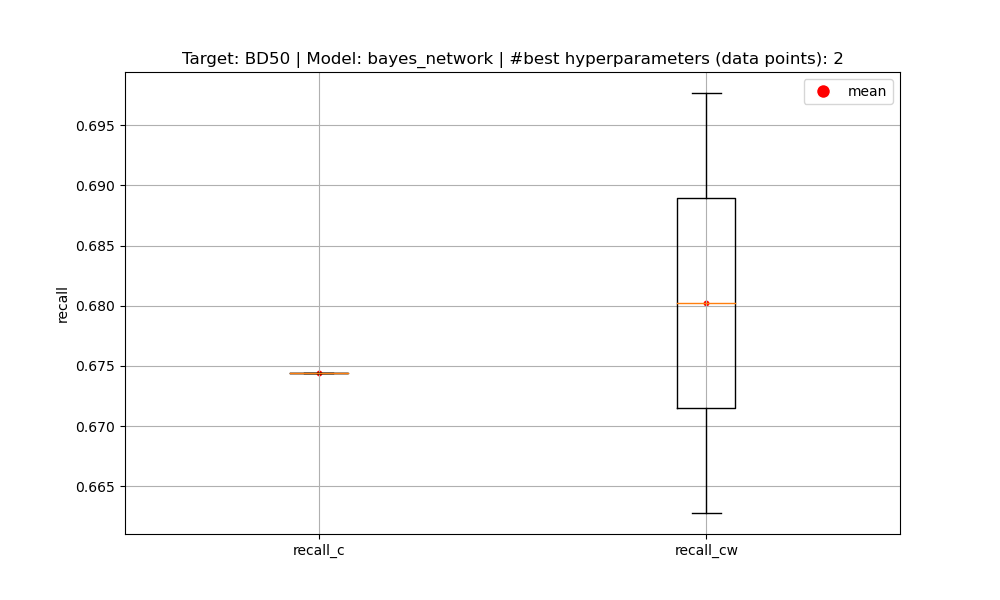 Target: BD50 | Model: bayes_network | #best hyperparameters (data points): 2
mean
0.695
0.690
0.685
0.680
0.675
0.670
0.665
recall
recall_c
recall_cw